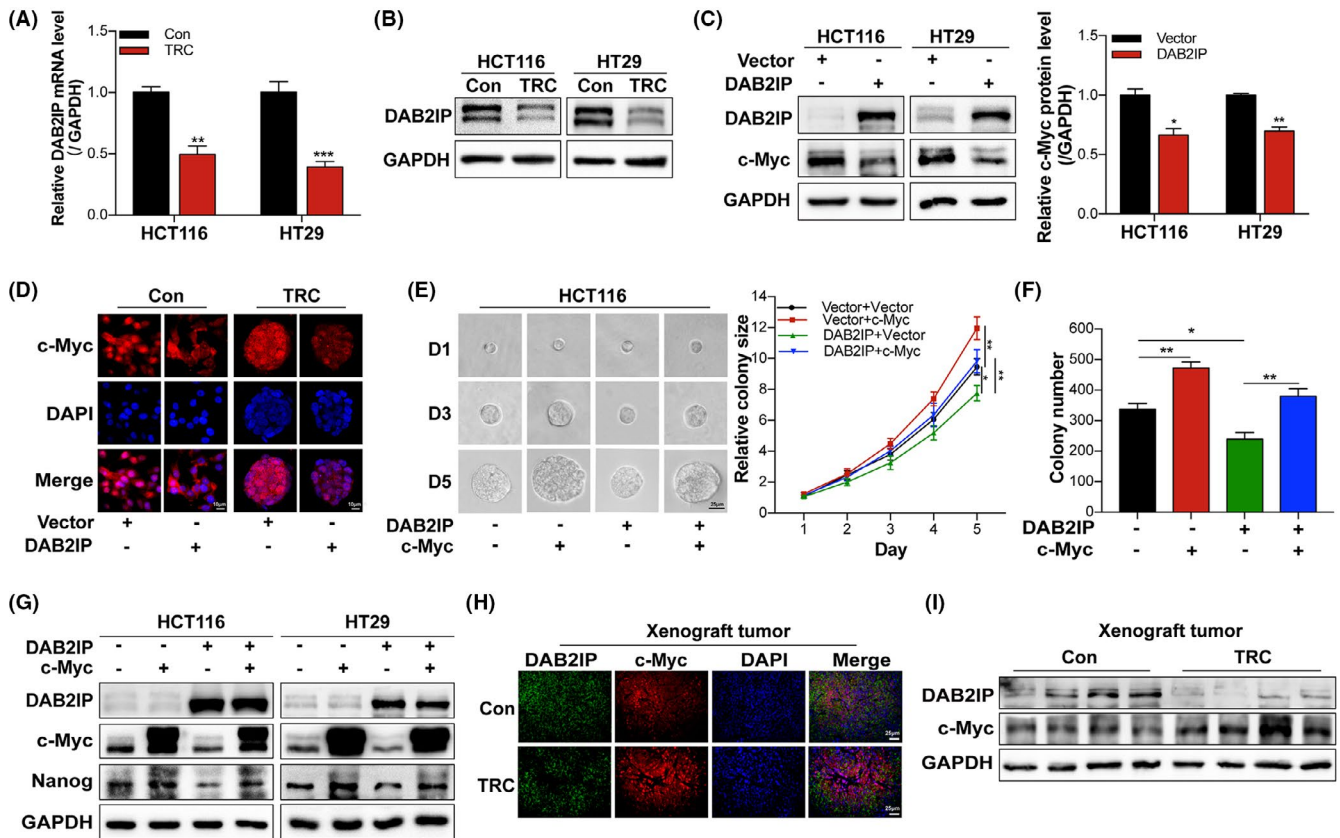 (A)
Relative DAB2IP mRNA level
(/ GAPDH)
1.5
1.0
0.5
0.0
Con
TRC
**
***
HCT116
HT29
(B)
HCT116
HT29
Con TRC
Con TRC
DAB2IP
GAPDH
(C)
HCT116
HT29
Vector + - + -
DAB2IP - + - +
DAB2IP
c-Myc
GAPDH
Relative c-Myc protein level
(/GAPDH)
1.5
1.0
0.5
0.0
Vector
DAB2IP
*
**
HCT116
HT29
(D)
Con
TRC
c-Myc
DAPI
Merge
10μm
10μm
Vector + - + -
DAB2IP - + - +
(E)
HCT116
D1
D3
D5
25μm
DAB2IP - - + +
c-Myc - + - +
Relative colony size
14
12
10
8
6
4
2
0
Vector+Vector
Vector+c-Myc
DAB2IP+Vector
DAB2IP+c-Myc
**
*
**
1 2 3 4 5
Day
(F)
Colony number
600
500
400
300
200
100
0
*
**
**
DAB2IP - - + +
c-Myc - + - +
(G)
HCT116
HT29
DAB2IP - - + + - - + +
c-Myc - + - + - + - +
DAB2IP
c-Myc
Nanog
GAPDH
(H)
Xenograft tumor
DAB2IP c-Myc DAPI Merge
Con
25μm
TRC
25μm
(I)
Xenograft tumor
Con
TRC
DAB2IP
c-Myc
GAPDH